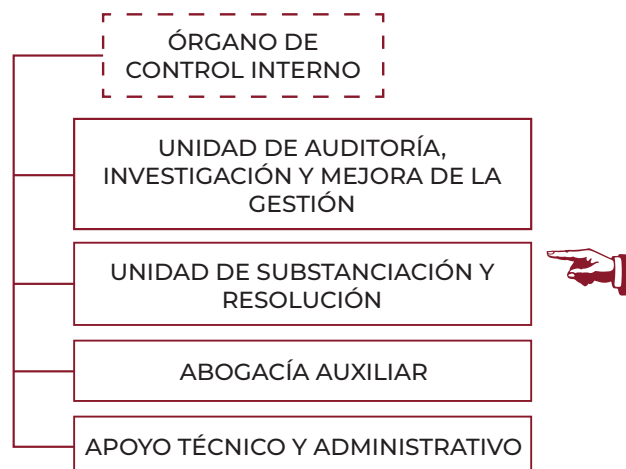 ÓRGANO DE
CONTROL INTERNO
UNIDAD DE AUDITORÍA,
INVESTIGACIÓN Y MEJORA DE LA
GESTIÓN
UNIDAD DE SUBSTANCIACIÓN Y
RESOLUCIÓN
ABOGACÍA AUXILIAR
APOYO TÉCNICO Y ADMINISTRATIVO